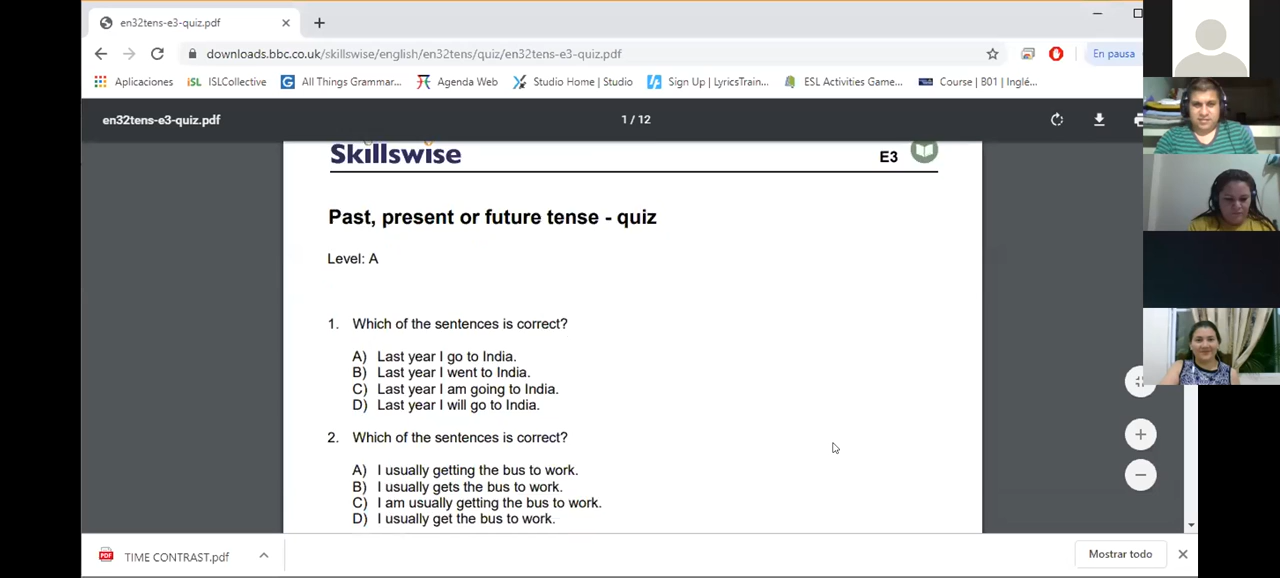 en32tens-e3-quiz.pdf
downloads.bbc.co.uk/skillswise/english/en32tens/quiz/en32tens-e3-quiz.pdf
En pausa
Aplicaciones
iSL ISLCollective
G All Things Grammar...
Agenda Web
Studio Home | Studio
Sign Up | LyricsTrain...
ESL Activities Game...
Course | B01 | Inglé...
en32tens-e3-quiz.pdf
1 / 12
Skillswise
E3
Past, present or future tense - quiz
Level: A
1. Which of the sentences is correct?
A) Last year I go to India.
B) Last year I went to India.
C) Last year I am going to India.
D) Last year I will go to India.
2. Which of the sentences is correct?
A) I usually getting the bus to work.
B) I usually gets the bus to work.
C) I am usually getting the bus to work.
D) I usually get the bus to work.
TIME CONTRAST.pdf
Mostrar todo